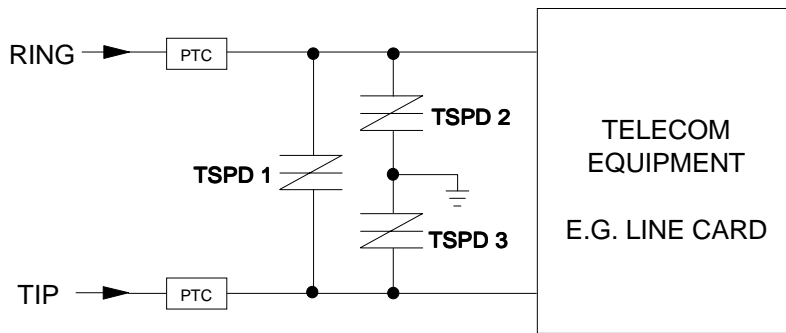 RING
PTC
TSPD 1
TSPD 2
TSPD 3
TELECOM
EQUIPMENT
E.G. LINE CARD
TIP
PTC